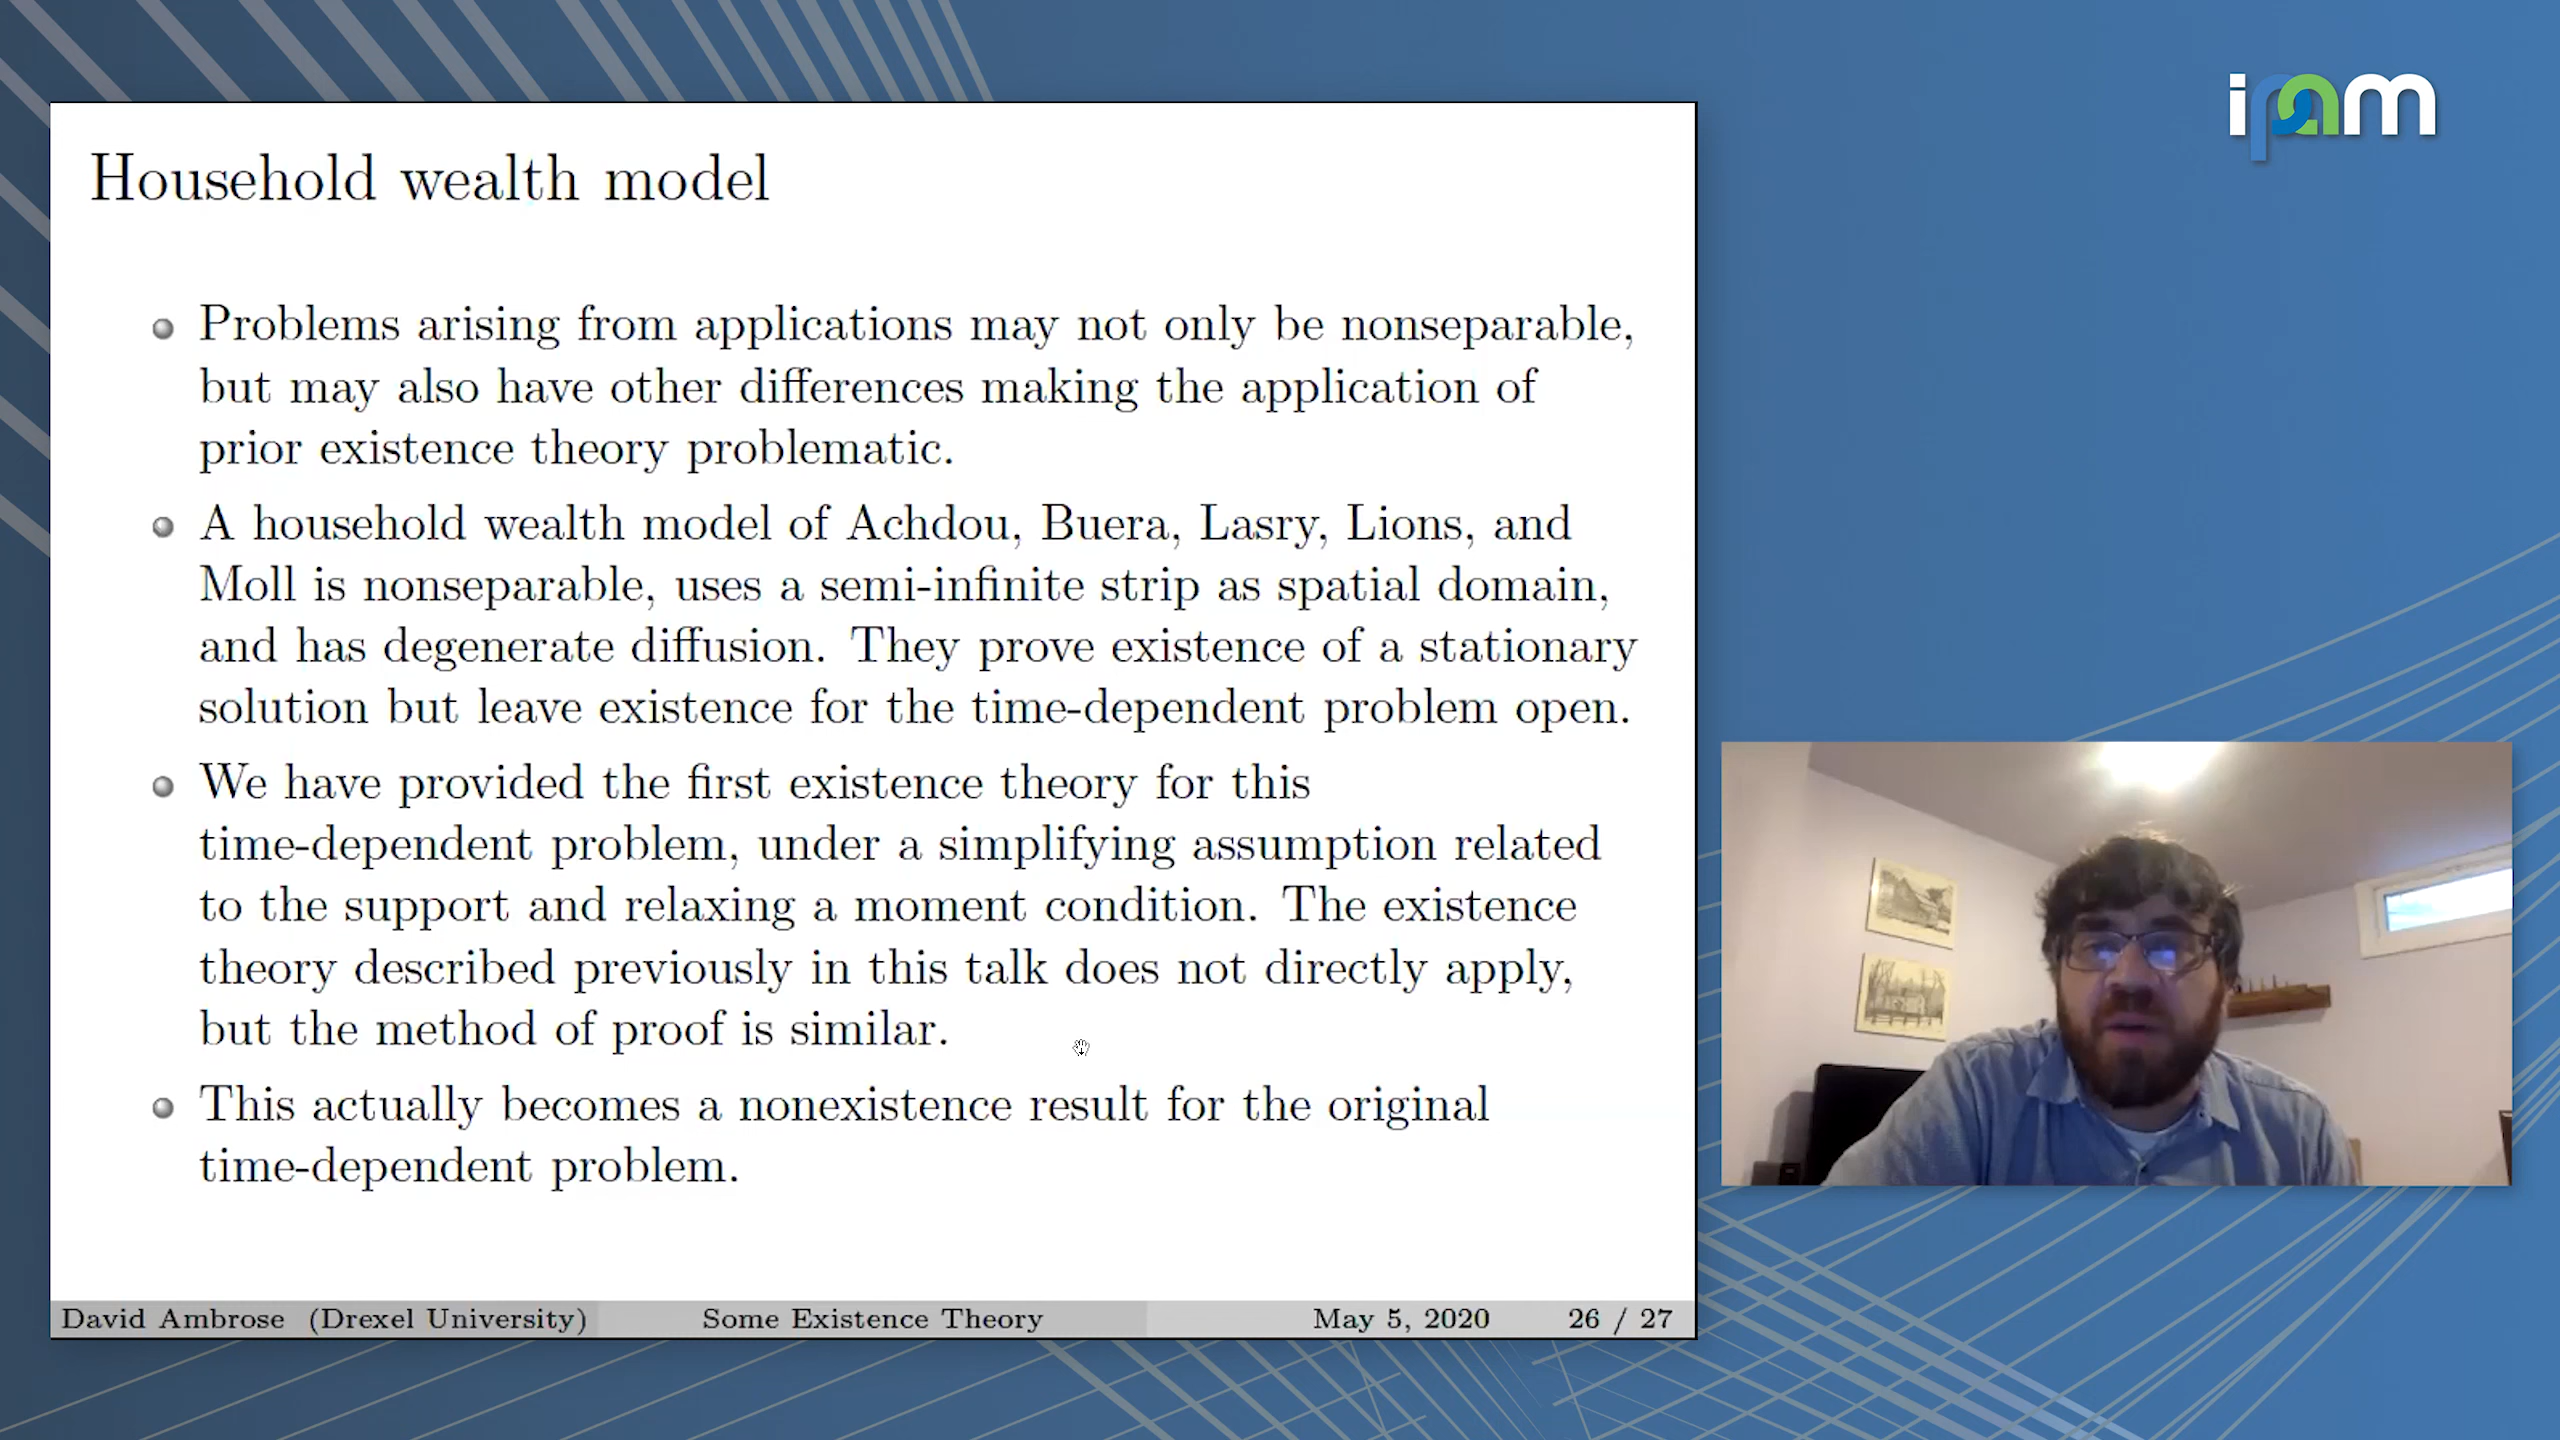 ipam
Household wealth model
Problems arising from applications may not only be nonseparable,
but may also have other differences making the application of
prior existence theory problematic.
A household wealth model of Achdou, Buera, Lasry, Lions, and
Moll is nonseparable, uses a semi-infinite strip as spatial domain,
and has degenerate diffusion. They prove existence of a stationary
solution but leave existence for the time-dependent problem open.
We have provided the first existence theory for this
time-dependent problem, under a simplifying assumption related
to the support and relaxing a moment condition. The existence
theory described previously in this talk does not directly apply,
but the method of proof is similar.
This actually becomes a nonexistence result for the original
time-dependent problem.
David Ambrose (Drexel University) Some Existence Theory May 5, 2020 26 / 27